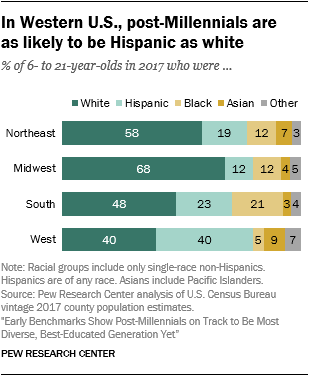 In Western U.S., post-Millennials are
as likely to be Hispanic as white
% of 6- to 21-year-olds in 2017 who were ...
White Hispanic Black Asian Other
Northeast 58 19 12 7 3
Midwest 68 12 12 4 5
South 48 23 21 3 4
West 40 40 5 9 7
Note: Racial groups include only single-race non-Hispanics.
Hispanics are of any race. Asians include Pacific Islanders.
Source: Pew Research Center analysis of U.S. Census Bureau
vintage 2017 county population estimates.
"Early Benchmarks Show Post-Millennials on Track to Be Most
Diverse, Best-Educated Generation Yet"
PEW RESEARCH CENTER